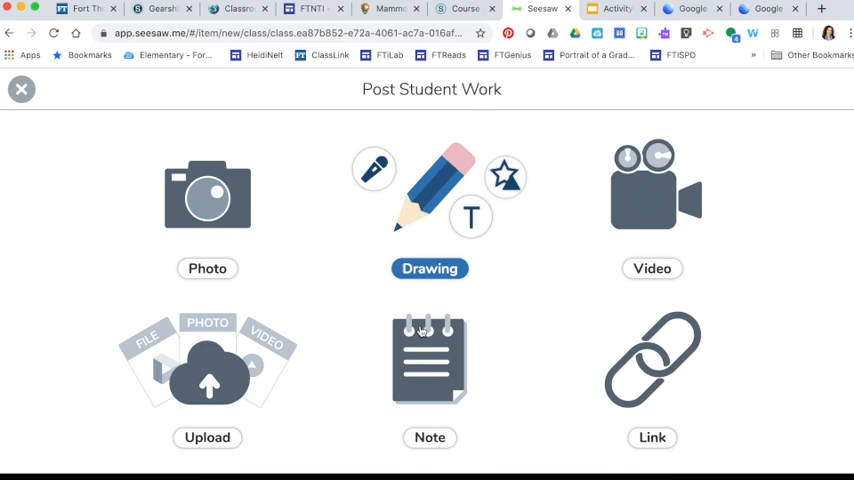 Fort Th
Gearshi
Classro
FTNTI -
Mammo
Course
Seesaw
Activity
Google
Google
app.seesaw.me/#/item/new/class/class.ea87b852-e72a-4061-ac7a-016af...
Apps
Bookmarks
Elementary - For...
HeidiNelt
ClassLink
FTiLab
FTReads
FTGenius
Portrait of a Grad...
FTISPD
»
Other Bookmarks
Post Student Work
T
Photo
Drawing
Video
FILE
PHOTO
VIDEO
Upload
Note
Link